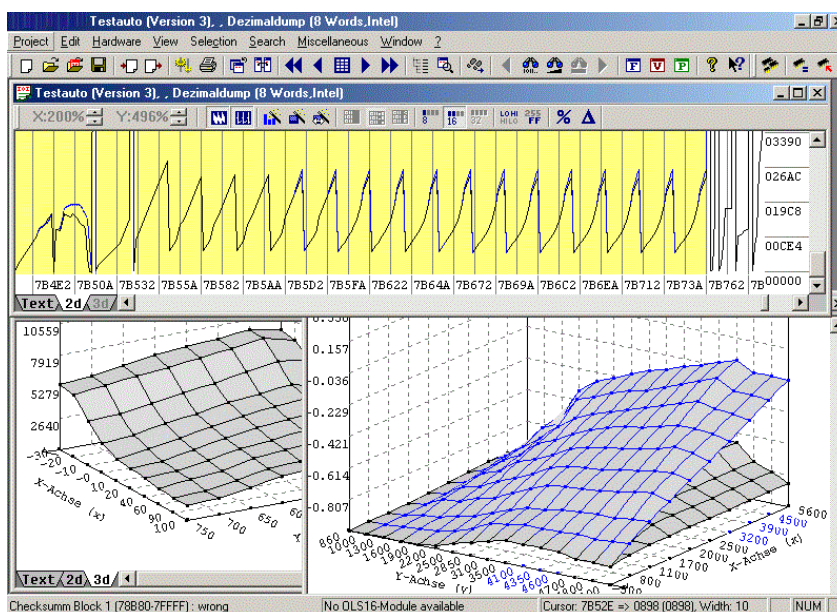 Testauto (Version 3), , Dezimaldump (8 Words,Intel)
Project Edit Hardware View Selection Search Miscellaneous Window ?
F V P ?
Testauto (Version 3), , Dezimaldump (8 Words,Intel)
X:200% Y:496% 8 16 32 LOHI HILO 255 FF % Δ
03390
026AC
019C8
00CE4
00000
7B4E2 7B50A 7B532 7B55A 7B582 7B5AA 7B5D2 7B5FA 7B622 7B64A 7B672 7B69A 7B6C2 7B6EA 7B712 7B73A 7B762 7B
Text 2d 3d
10559
7919
5279
2640
-30 -20 -10 0 20 40 60 90 100
X-Achse (x)
750 700 650
0.157
-0.036
-0.229
-0.421
-0.614
-0.807
860 1000 1300 1600 1900 2200 2500 2800 3100 3500 4100 4350 4600
Y-Achse (y)
800 1100 1700 2000 2500 3200 3900 4500 5600
X-Achse (x)
Text 2d 3d
Checksumm Block 1 (78B80-7FFFF) : wrong No OLS16-Module available Cursor: 7B52E => 0898 (0898), Width: 10 NUM